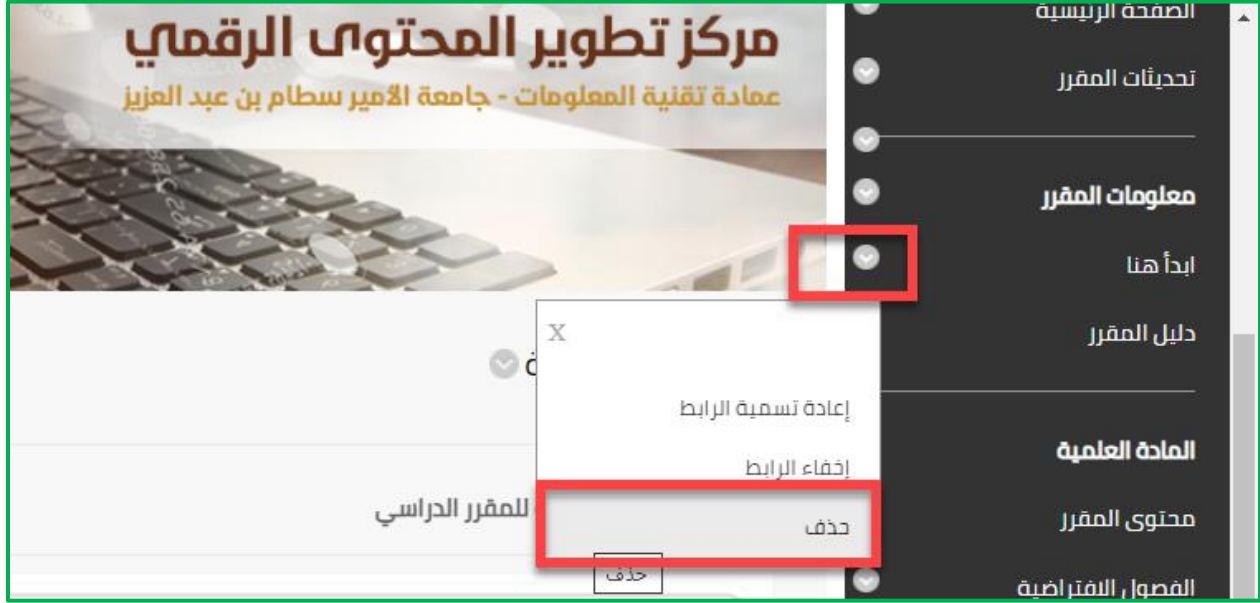 الصفحة الرئيسية
تحديثات المقرر
معلومات المقرر
ابدأ هنا
دليل المقرر
المادة العلمية
محتوى المقرر
الفصول الافتراضية
مركز تطوير المحتوى الرقمي
عمادة تقنية المعلومات - جامعة الأمير سطام بن عبد العزيز
X
إعادة تسمية الرابط
إخفاء الرابط
حذف
حذف
للمقرر الدراسي